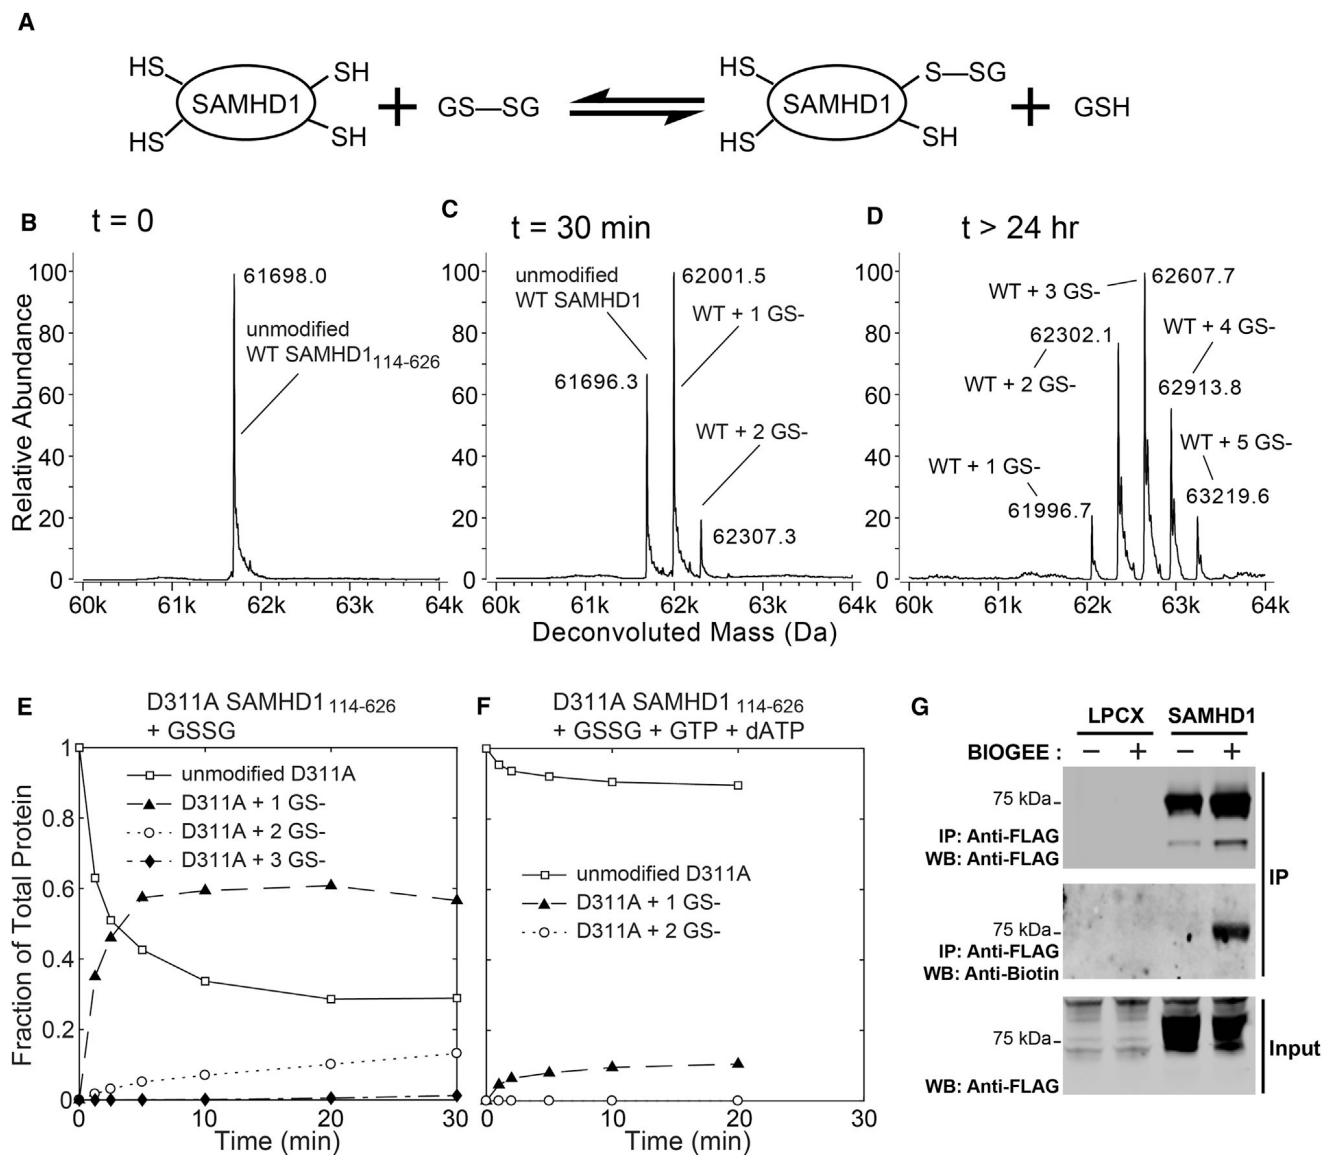 A
HS
SH
SAMHD1
HS
SH
+
GS—SG
HS
S—SG
SAMHD1
HS
SH
+
GSH
B
t = 0
C
t = 30 min
D
t > 24 hr
Relative Abundance
100
80
60
40
20
0
61698.0
unmodified
WT SAMHD1114-626
60k 61k 62k 63k 64k
100
80
60
40
20
0
unmodified
WT SAMHD1
62001.5
WT + 1 GS-
61696.3
WT + 2 GS-
62307.3
60k 61k 62k 63k 64k
Deconvoluted Mass (Da)
100
80
60
40
20
0
WT + 3 GS-
62607.7
62302.1
WT + 4 GS-
WT + 2 GS-
62913.8
WT + 5 GS-
WT + 1 GS-
63219.6
61996.7
60k 61k 62k 63k 64k
E
D311A SAMHD1 114-626
+ GSSG
Fraction of Total Protein
1
0.8
0.6
0.4
0.2
0
unmodified D311A
D311A + 1 GS-
D311A + 2 GS-
D311A + 3 GS-
0 10 20 30
Time (min)
F
D311A SAMHD1 114-626
+ GSSG + GTP + dATP
unmodified D311A
D311A + 1 GS-
D311A + 2 GS-
0 10 20 30
Time (min)
G
LPCX SAMHD1
BIOGEE : − + − +
75 kDa
IP: Anti-FLAG
WB: Anti-FLAG
75 kDa
IP: Anti-FLAG
WB: Anti-Biotin
IP
75 kDa
WB: Anti-FLAG
Input